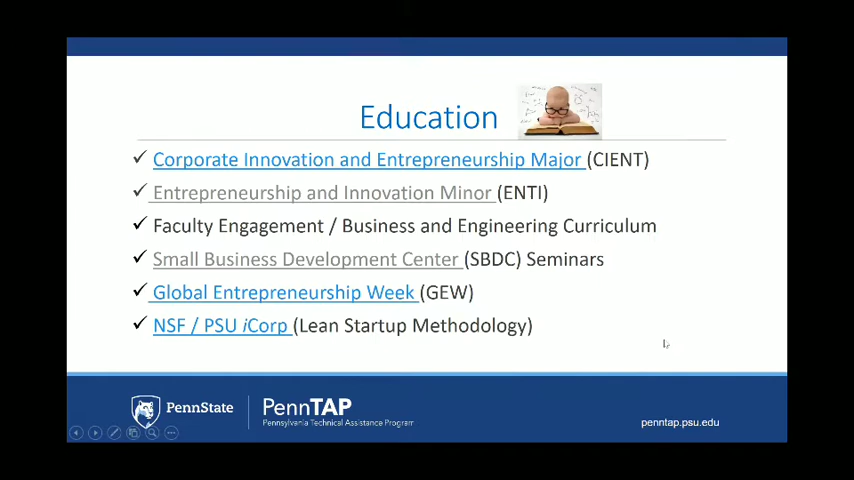 Education
✓ Corporate Innovation and Entrepreneurship Major (CIENT)
✓ Entrepreneurship and Innovation Minor (ENTI)
✓ Faculty Engagement / Business and Engineering Curriculum
✓ Small Business Development Center (SBDC) Seminars
✓ Global Entrepreneurship Week (GEW)
✓ NSF / PSU iCorp (Lean Startup Methodology)
PennState
PennTAP
Pennsylvania Technical Assistance Program
penntap.psu.edu